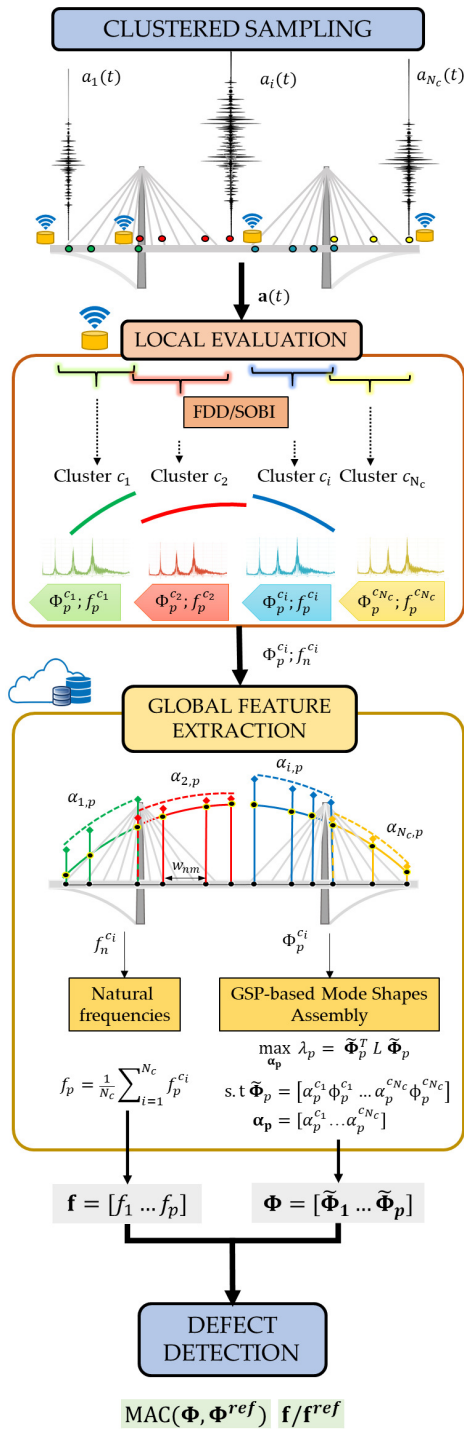 CLUSTERED SAMPLING
a₁(t) aᵢ(t) a_{N_c}(t)
𝐚(t)
LOCAL EVALUATION
FDD/SOBI
Cluster c₁ Cluster c₂ Cluster cᵢ Cluster c_{N_c}
Φ_p^{c₁}; f_p^{c₁} Φ_p^{c₂}; f_p^{c₂} Φ_p^{cᵢ}; f_p^{cᵢ} Φ_p^{c_{N_c}}; f_p^{c_{N_c}}
Φ_p^{cᵢ}; f_n^{cᵢ}
GLOBAL FEATURE
EXTRACTION
α_{1,p} α_{2,p} α_{i,p} α_{N_c,p}
w_{nm}
f_n^{cᵢ} Φ_p^{cᵢ}
Natural
frequencies
GSP-based Mode Shapes
Assembly
f_p = 1/N_c ∑_{i=1}^{N_c} f_p^{cᵢ}
max_{𝛂_𝐩} λ_p = 𝚽̃_p^T L 𝚽̃_p
s.t 𝚽̃_p = [α_p^{c₁} ϕ_p^{c₁} … α_p^{c_{N_c}} ϕ_p^{c_{N_c}}]
𝛂_𝐩 = [α_p^{c₁} … α_p^{c_{N_c}}]
𝐟 = [f₁ … f_p]
𝚽 = [𝚽̃_𝟏 … 𝚽̃_𝒑]
DEFECT
DETECTION
MAC(𝚽, 𝚽^{ref}) 𝐟/𝐟^{ref}